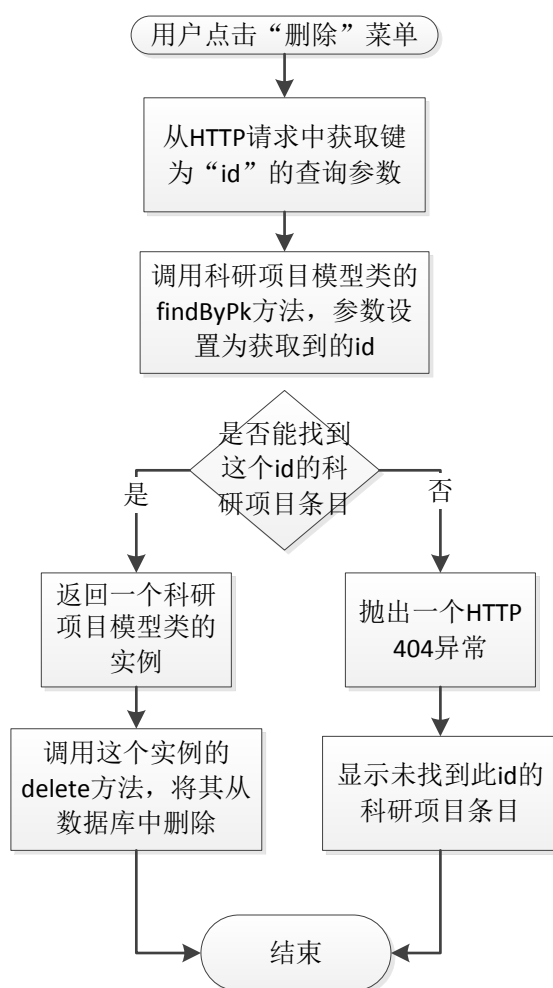 用户点击“删除”菜单
从HTTP请求中获取键
为“id”的查询参数
调用科研项目模型类的
findByPk方法，参数设
置为获取到的id
是否能找到
这个id的科
研项目条目
是
否
返回一个科研
项目模型类的
实例
抛出一个HTTP
404异常
调用这个实例的
delete方法，将其从
数据库中删除
显示未找到此id的
科研项目条目
结束